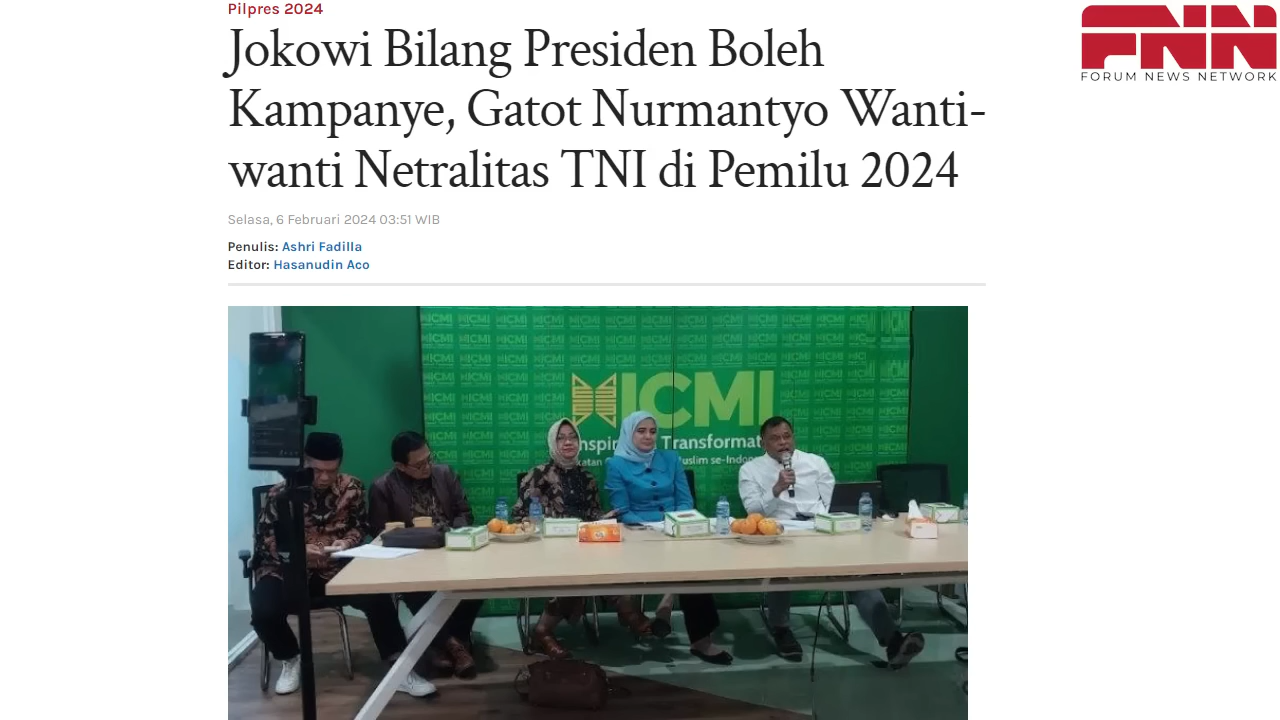 Pilpres 2024
FNN
FORUM NEWS NETWORK
Jokowi Bilang Presiden Boleh
Kampanye, Gatot Nurmantyo Wanti-
wanti Netralitas TNI di Pemilu 2024
Selasa, 6 Februari 2024 03:51 WIB
Penulis: Ashri Fadilla
Editor: Hasanudin Aco
ICMI